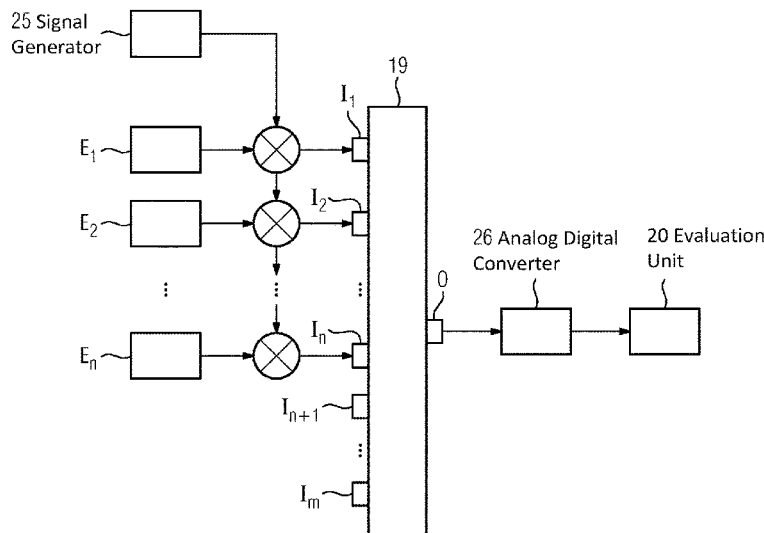 25 Signal
Generator
19
I1
E1
I2
E2
26 Analog Digital
Converter
20 Evaluation
Unit
O
...
...
...
In
En
In+1
...
Im